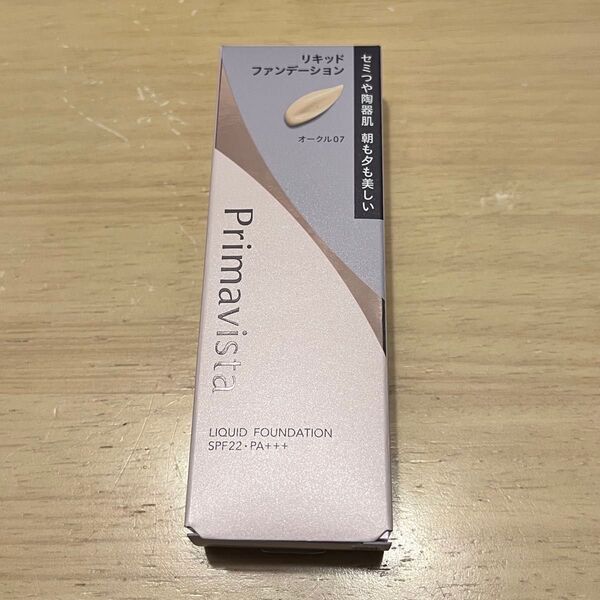 リキッド
ファンデーション
オークル07
セミつや陶器肌 朝も夕も美しい
Primavista
LIQUID FOUNDATION
SPF22・PA+++